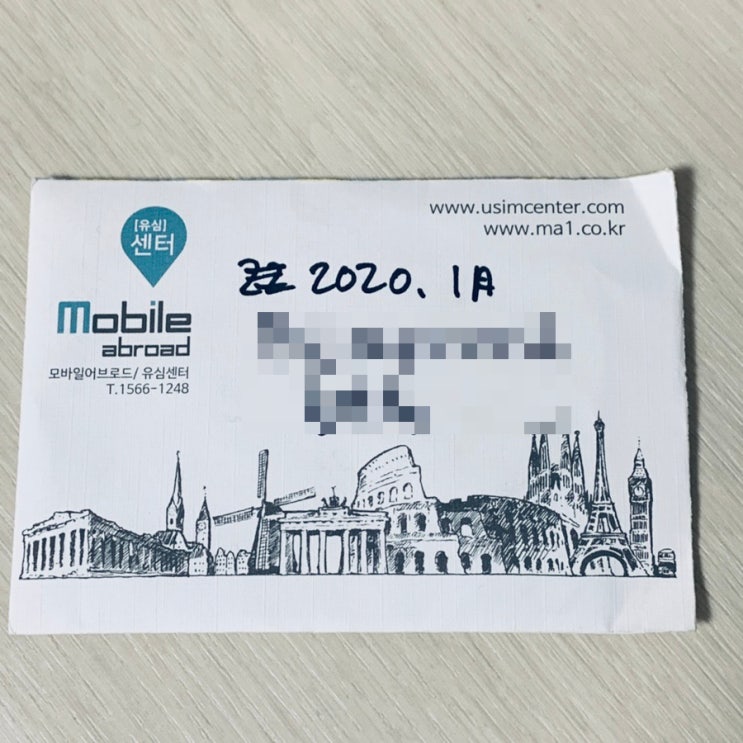 [유심]
센터
Mobile
abroad
모바일어브로드/ 유심센터
T.1566-1248
www.usimcenter.com
www.ma1.co.kr
2020. 1月